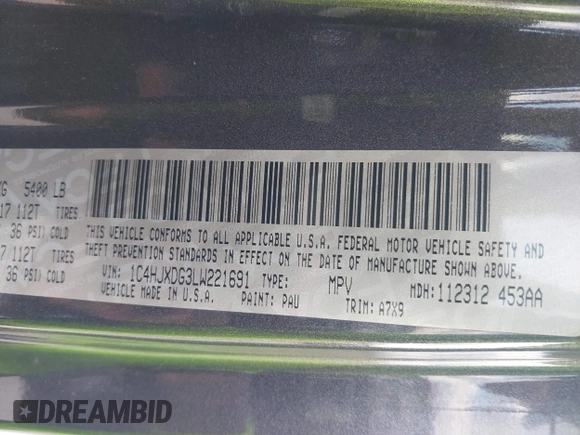 KG 5400 LB
17 112T TIRES
36 PSI) COLD
7/112T TIRES
36 PSI) COLD
THIS VEHICLE CONFORMS TO ALL APPLICABLE U.S.A. FEDERAL MOTOR VEHICLE SAFETY AND
THEFT PREVENTION STANDARDS IN EFFECT ON THE DATE OF MANUFACTURE SHOWN ABOVE.
VIN: 1C4HJXDG3LW221691 TYPE: MPV MDH: 112312 453AA
VEHICLE MADE IN U.S.A. PAINT: PAU TRIM: A7X9
DREAMBID